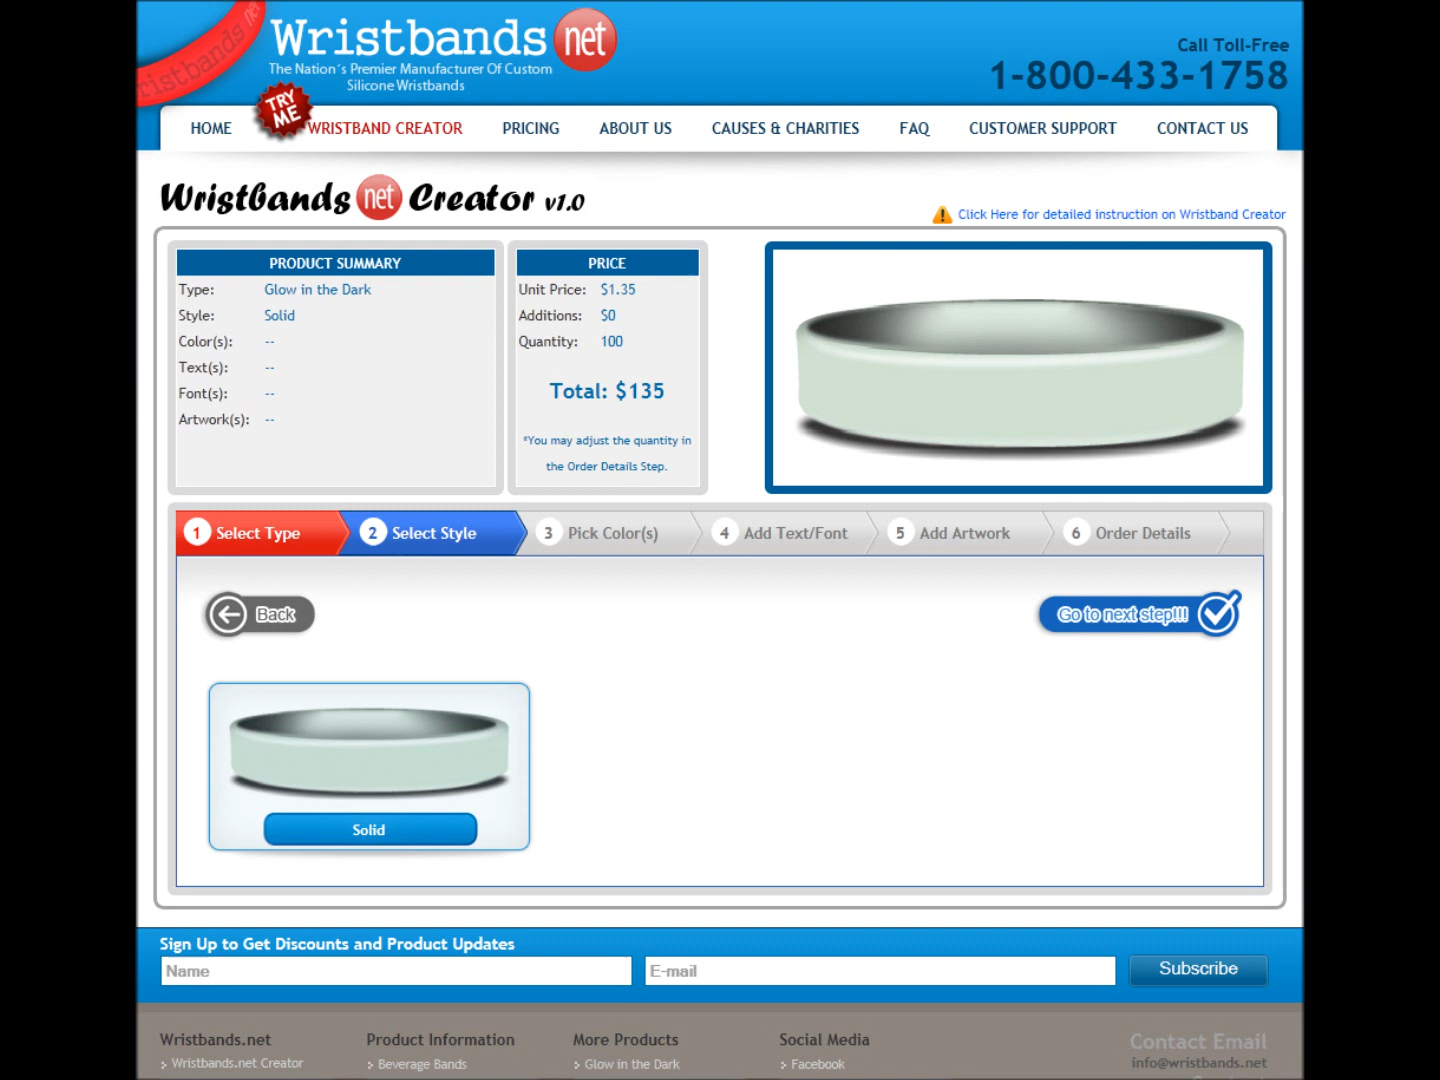 ristbands net
Wristbands net
The Nation´s Premier Manufacturer Of Custom
Silicone Wristbands
Call Toll-Free
1-800-433-1758
TRY
ME
HOME
WRISTBAND CREATOR
PRICING
ABOUT US
CAUSES & CHARITIES
FAQ
CUSTOMER SUPPORT
CONTACT US
Wristbands net Creator v1.0
Click Here for detailed instruction on Wristband Creator
PRODUCT SUMMARY
Type: Glow in the Dark
Style: Solid
Color(s): --
Text(s): --
Font(s): --
Artwork(s): --
PRICE
Unit Price: $1.35
Additions: $0
Quantity: 100
Total: $135
*You may adjust the quantity in
the Order Details Step.
1 Select Type
2 Select Style
3 Pick Color(s)
4 Add Text/Font
5 Add Artwork
6 Order Details
Back
Go to next step!!!
Solid
Sign Up to Get Discounts and Product Updates
Name
E-mail
Subscribe
Wristbands.net
Wristbands.net Creator
Product Information
Beverage Bands
More Products
Glow in the Dark
Social Media
Facebook
Contact Email
info@wristbands.net